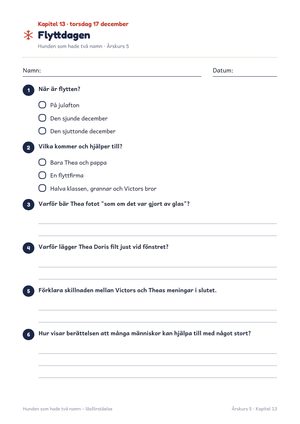 Kapitel 13 · torsdag 17 december
Flyttdagen
Hunden som hade två namn · Årskurs 5
Namn:
Datum:
1 När är flytten?
På julafton
Den sjunde december
Den sjuttonde december
2 Vilka kommer och hjälper till?
Bara Thea och pappa
En flyttfirma
Halva klassen, grannar och Victors bror
3 Varför bär Thea fotot "som om det var gjort av glas"?
4 Varför lägger Thea Doris filt just vid fönstret?
5 Förklara skillnaden mellan Victors och Theas meningar i slutet.
6 Hur visar berättelsen att många människor kan hjälpa till med något stort?
Hunden som hade två namn – läsförståelse
Årskurs 5 · Kapitel 13